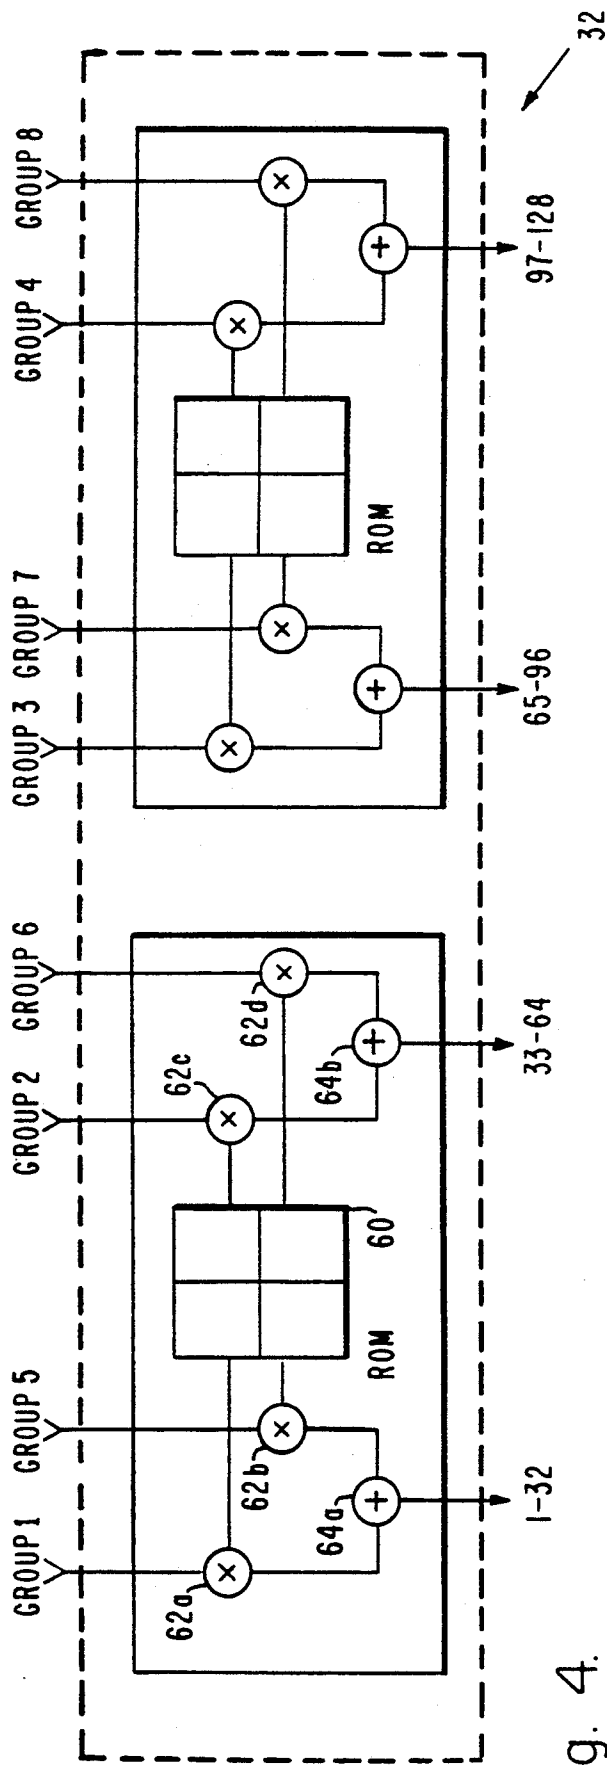 GROUP 1
GROUP 5
GROUP 2
GROUP 6
GROUP 3
GROUP 7
GROUP 4
GROUP 8
62a
×
62b
×
62c
×
62d
×
×
×
×
×
ROM
60
ROM
64a
+
64b
+
+
+
1-32
33-64
65-96
97-128
32
g. 4.